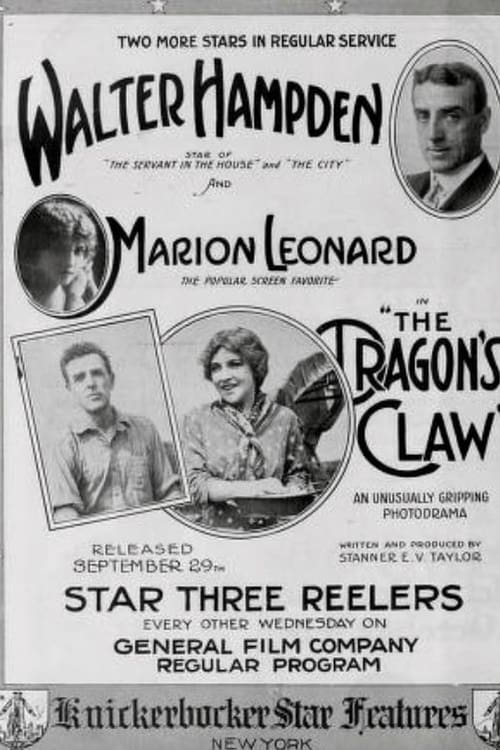 TWO MORE STARS IN REGULAR SERVICE
WALTER HAMPDEN
STAR OF
"THE SERVANT IN THE HOUSE" and "THE CITY"
AND
MARION LEONARD
THE POPULAR SCREEN FAVORITE
IN
"THE
DRAGON'S
CLAW"
AN UNUSUALLY GRIPPING
PHOTODRAMA
WRITTEN AND PRODUCED BY
STANNER E.V. TAYLOR
RELEASED
SEPTEMBER 29TH
STAR THREE REELERS
EVERY OTHER WEDNESDAY ON
GENERAL FILM COMPANY
REGULAR PROGRAM
Knickerbocker Star Features
NEW YORK